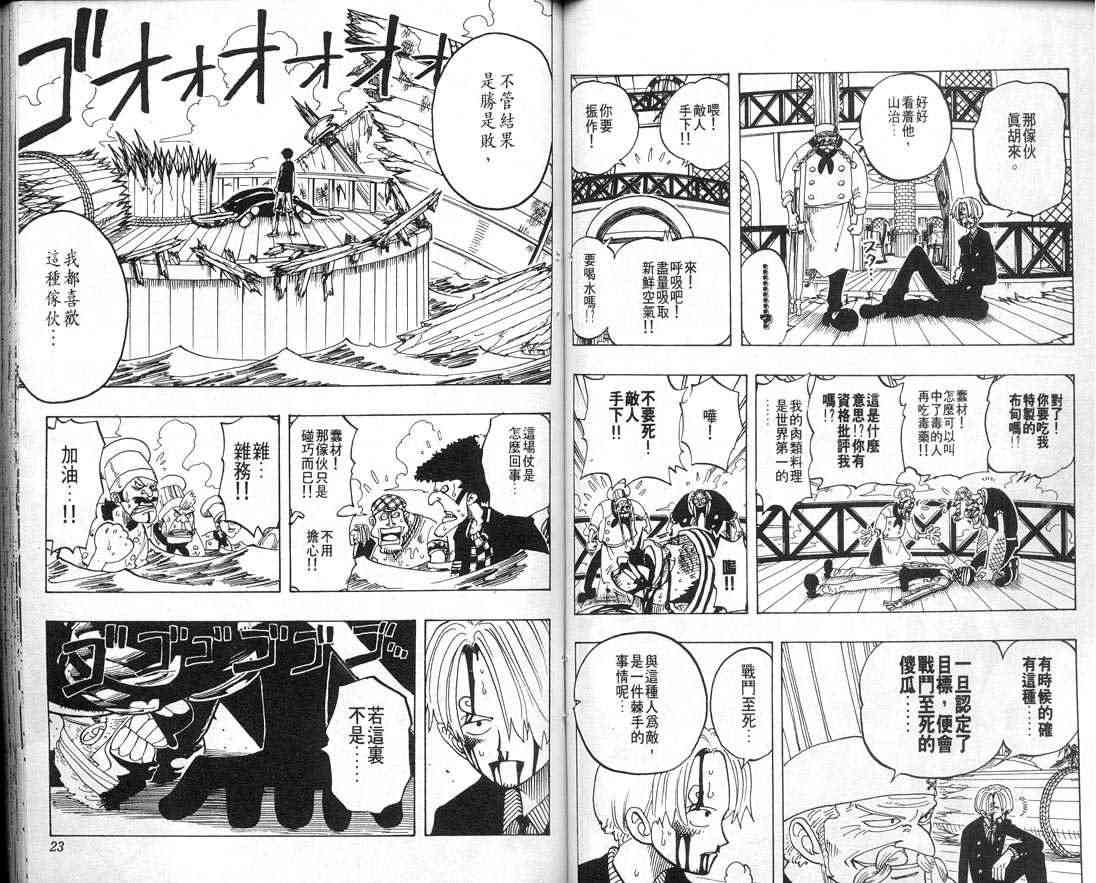 那傢伙
真胡來。
好好
看着他，
山治…
スタ…
喂！
敵人
手下!!
你要
振作！
來！
呼吸吧！
盡量吸取
新鮮空氣!!
要喝水嗎!?
對了！
你要吃我
特製的
布甸嗎!?
蠢材！
怎麼可以叫
中了毒的人
再吃毒藥!!
這是什麼
意思!?你有
資格批評我
嗎!?
我的肉類料理
是世界第一的
……
嘩！
不要死！
敵人
手下!!
嗚!!
有時候的確
有這種……
一旦認定了
目標，便會
戰鬥至死的
傻瓜……
戰鬥至死…
與這種人為敵，
是一件棘手的
事情呢…
ゴオォオォオォ
不管結果
是勝是敗，
我都喜歡
這種傢伙…
這場仗是
怎麼回事…
蠢材！
那傢伙只是
碰巧而已!!
不用
擔心!!
雜…
雜務!!
加油…!!
若這裏
不是……
ゴゴゴゴゴゴ
23